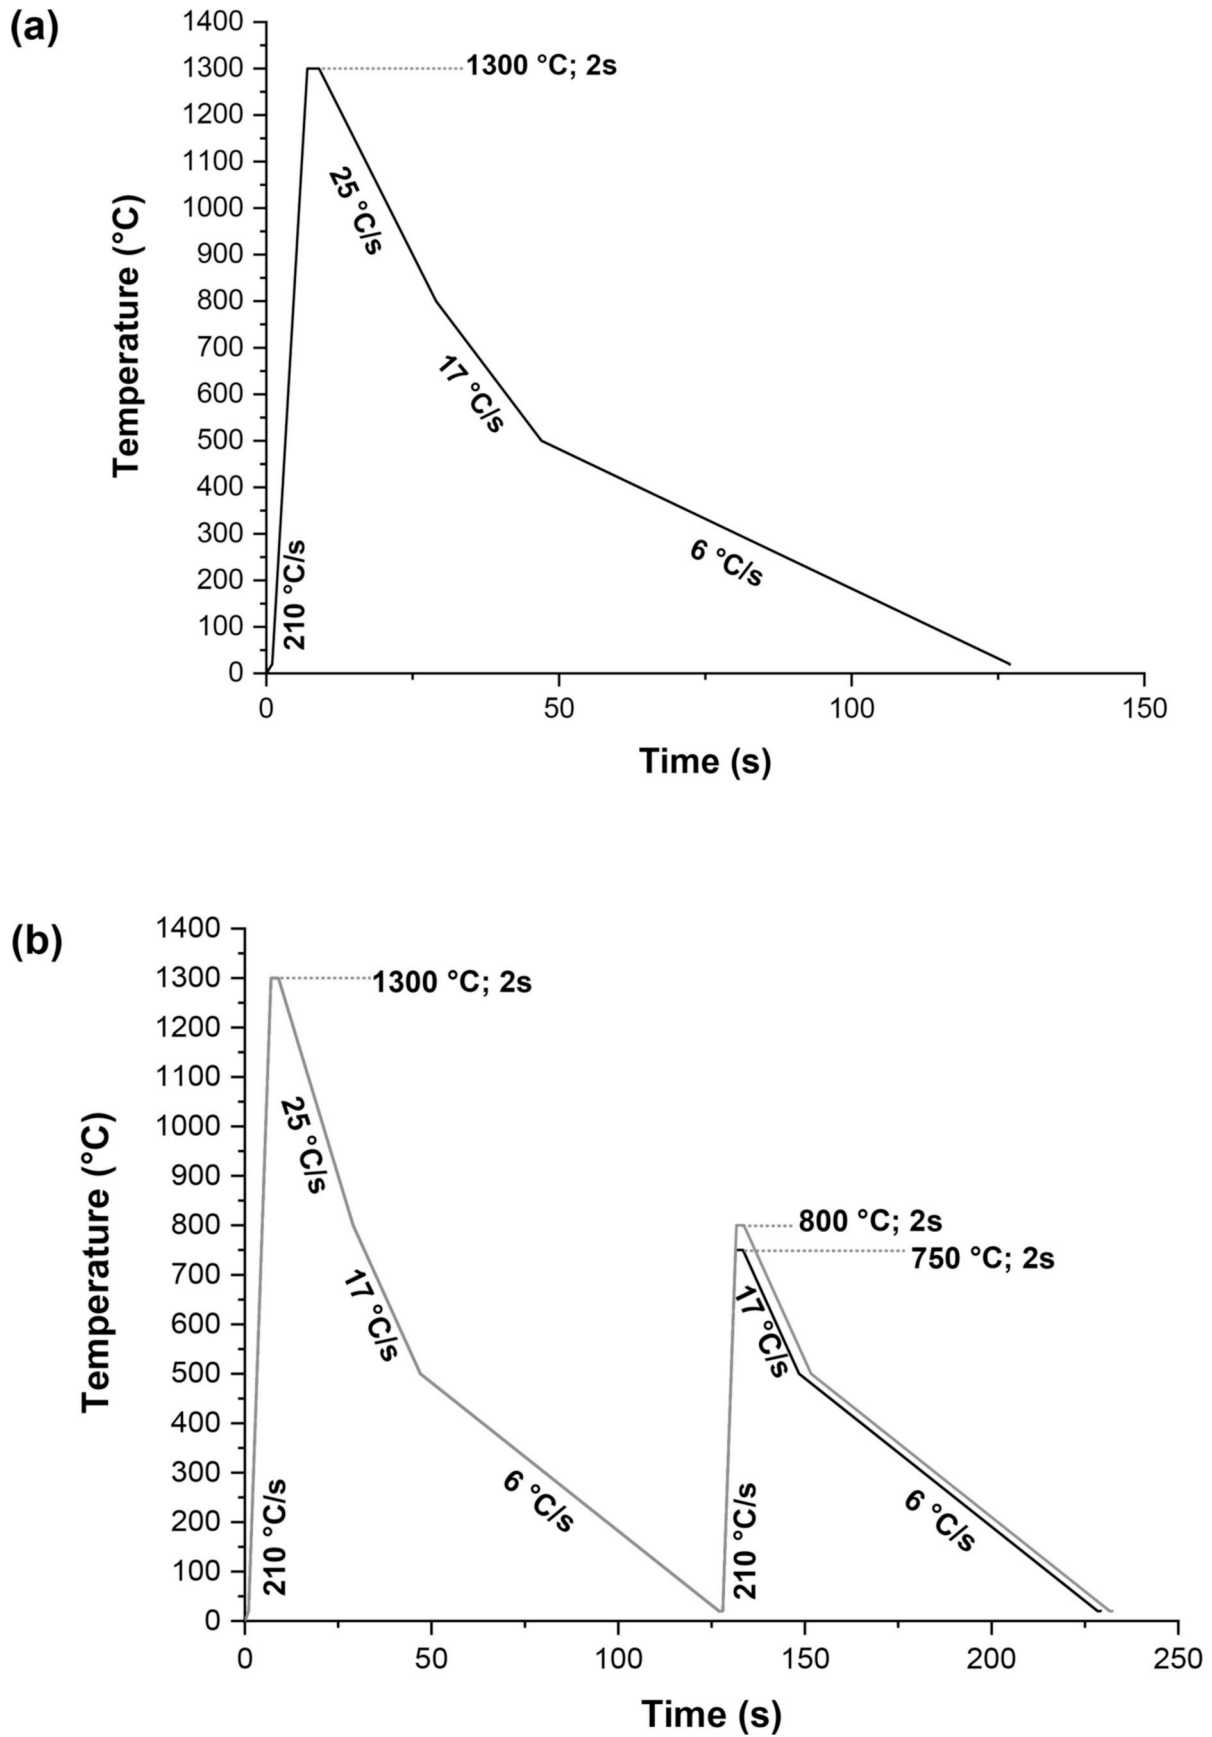 (a)
1400
1300
1200
1100
1000
900
800
700
600
500
400
300
200
100
0
Temperature (°C)
1300 °C; 2s
25 °C/s
17 °C/s
210 °C/s
6 °C/s
0
50
100
150
Time (s)
(b)
1400
1300
1200
1100
1000
900
800
700
600
500
400
300
200
100
0
Temperature (°C)
1300 °C; 2s
25 °C/s
800 °C; 2s
750 °C; 2s
17 °C/s
17 °C/s
210 °C/s
6 °C/s
210 °C/s
6 °C/s
0
50
100
150
200
250
Time (s)